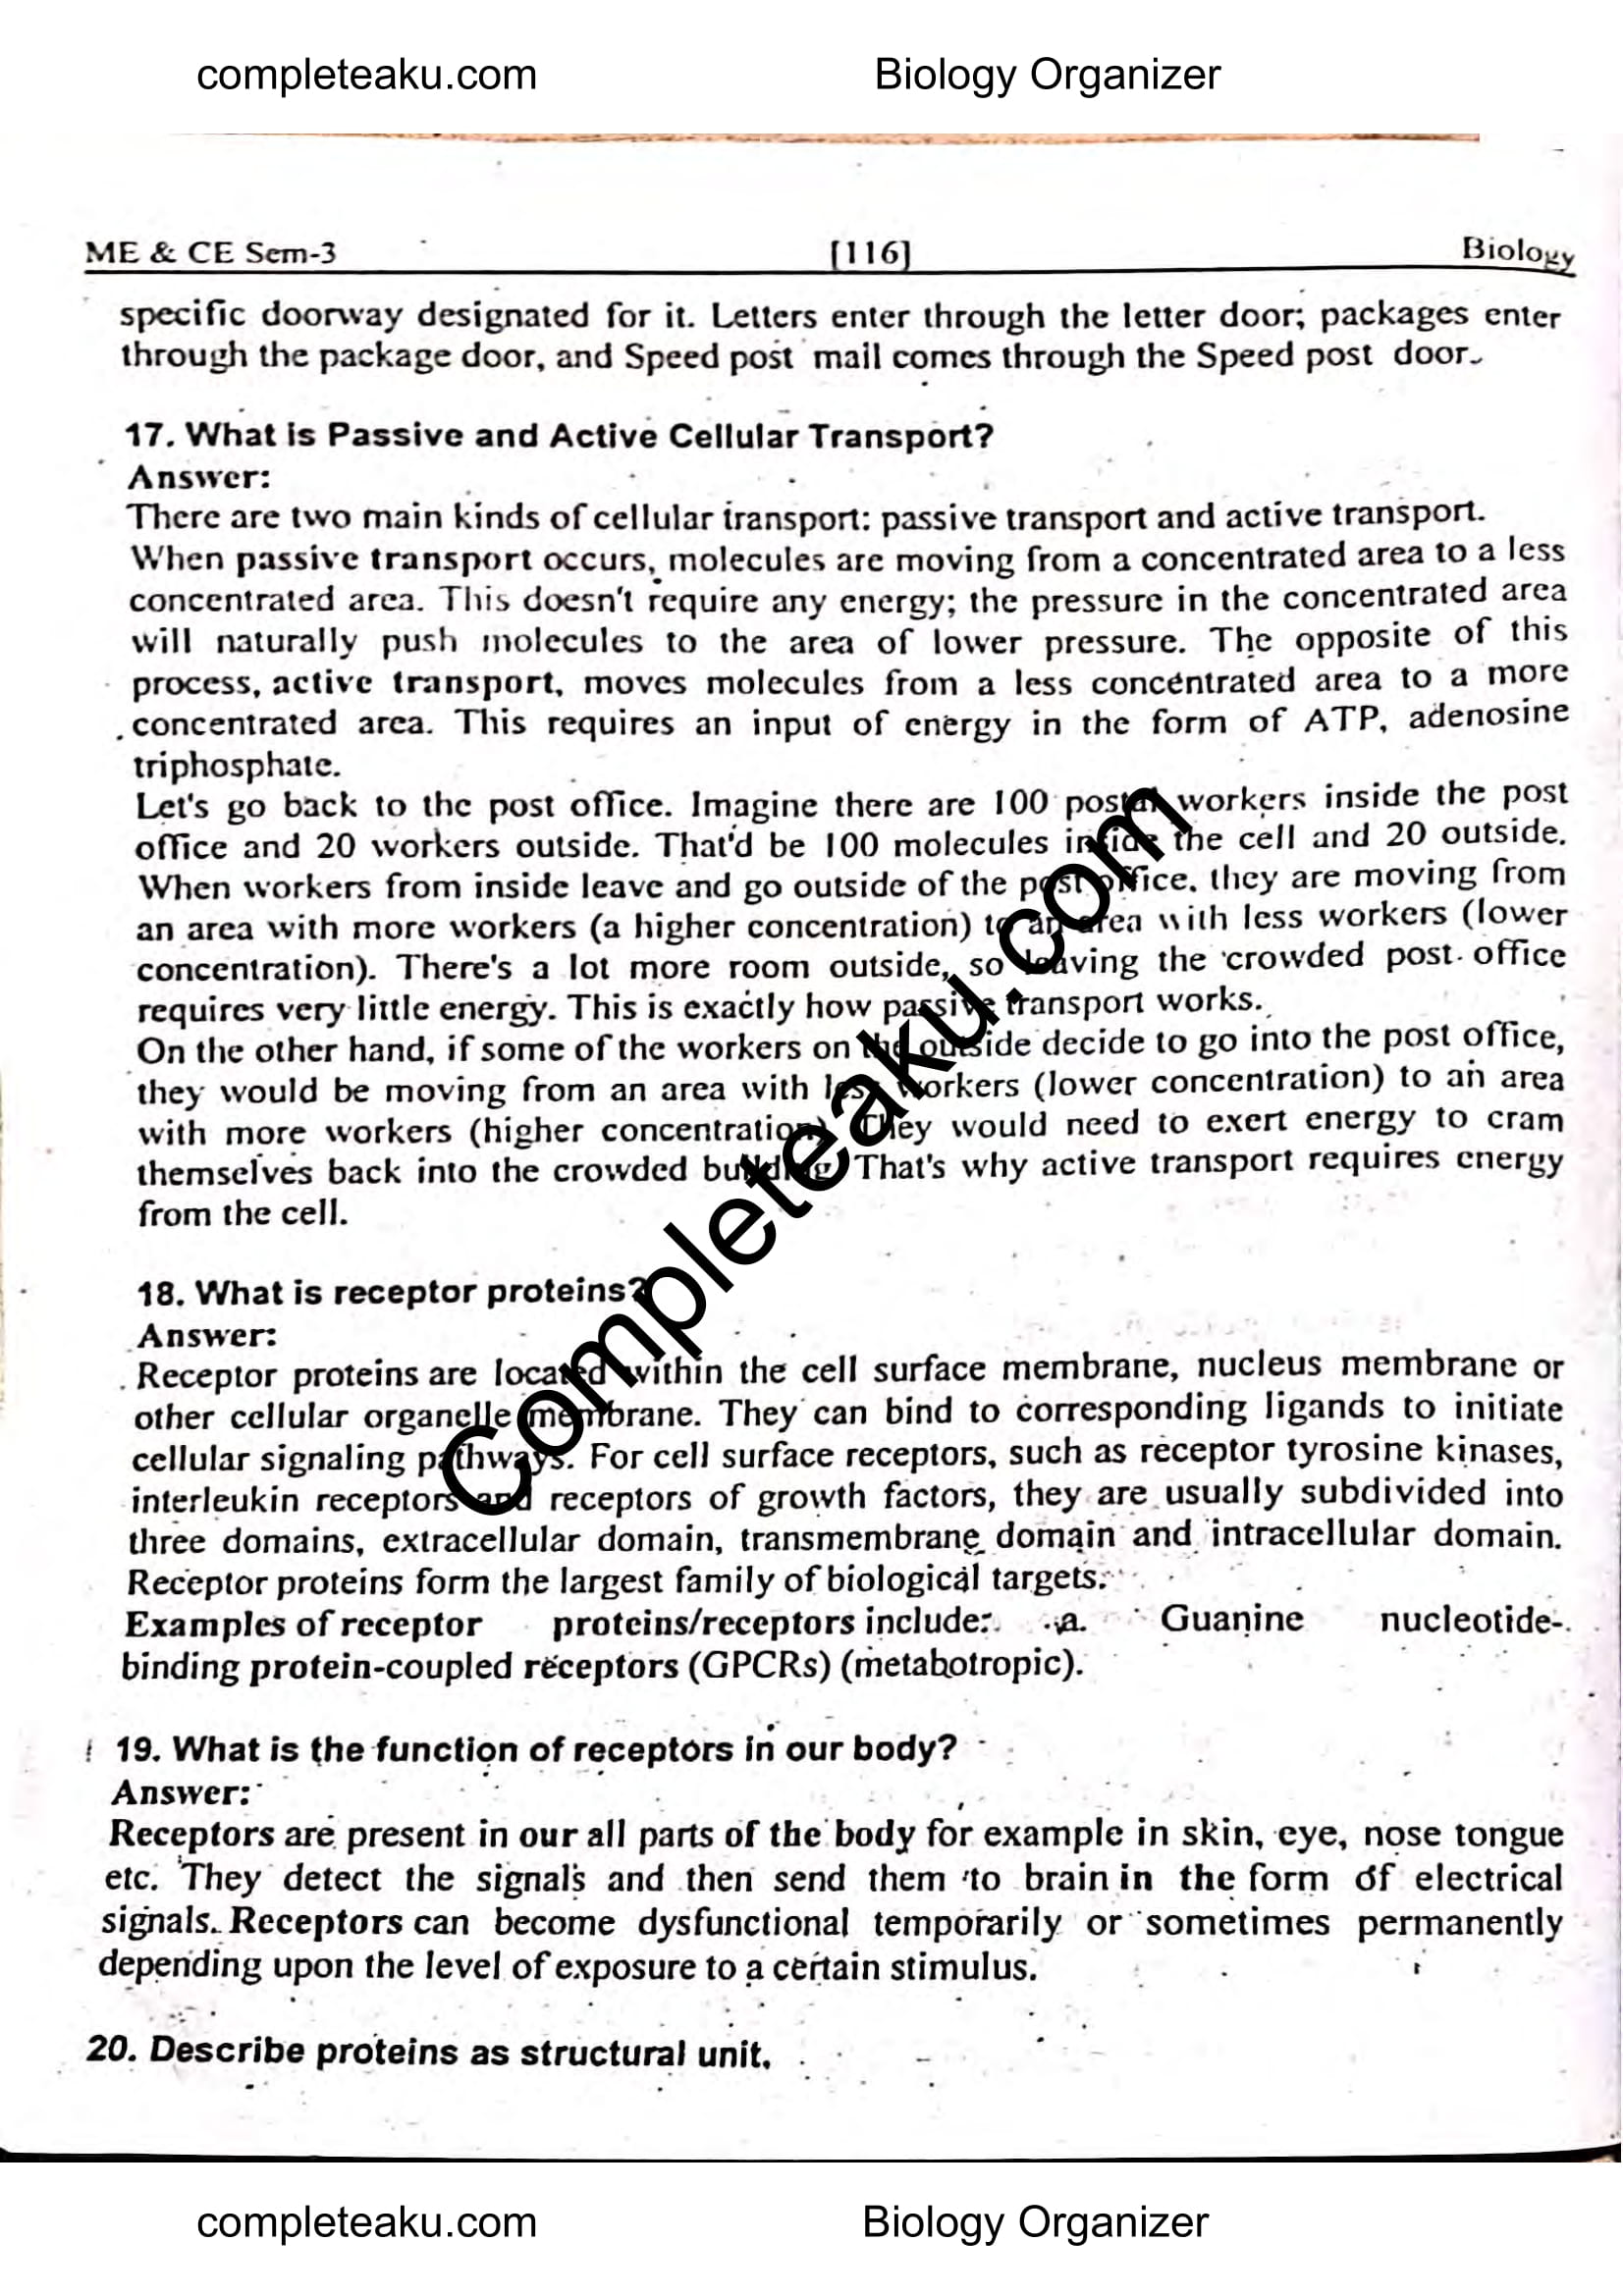 completeaku.com Biology Organizer
ME & CE Sem-3 [116] Biology
specific doorway designated for it. Letters enter through the letter door; packages enter
through the package door, and Speed post mail comes through the Speed post door.
17. What is Passive and Active Cellular Transport?
Answer:
There are two main kinds of cellular transport: passive transport and active transport.
When passive transport occurs, molecules are moving from a concentrated area to a less
concentrated area. This doesn't require any energy; the pressure in the concentrated area
will naturally push molecules to the area of lower pressure. The opposite of this
process, active transport, moves molecules from a less concentrated area to a more
concentrated area. This requires an input of energy in the form of ATP, adenosine
triphosphate.
Let's go back to the post office. Imagine there are 100 postal workers inside the post
office and 20 workers outside. That'd be 100 molecules inside the cell and 20 outside.
When workers from inside leave and go outside of the post office, they are moving from
an area with more workers (a higher concentration) to an area with less workers (lower
concentration). There's a lot more room outside, so leaving the crowded post office
requires very little energy. This is exactly how passive transport works.
On the other hand, if some of the workers on the outside decide to go into the post office,
they would be moving from an area with less workers (lower concentration) to an area
with more workers (higher concentration). They would need to exert energy to cram
themselves back into the crowded building. That's why active transport requires energy
from the cell.
18. What is receptor proteins?
Answer:
Receptor proteins are located within the cell surface membrane, nucleus membrane or
other cellular organelle membrane. They can bind to corresponding ligands to initiate
cellular signaling pathways. For cell surface receptors, such as receptor tyrosine kinases,
interleukin receptors and receptors of growth factors, they are usually subdivided into
three domains, extracellular domain, transmembrane domain and intracellular domain.
Receptor proteins form the largest family of biological targets.
Examples of receptor proteins/receptors include: a. Guanine nucleotide-
binding protein-coupled receptors (GPCRs) (metabotropic).
19. What is the function of receptors in our body?
Answer:
Receptors are present in our all parts of the body for example in skin, eye, nose tongue
etc. They detect the signals and then send them to brain in the form of electrical
signals. Receptors can become dysfunctional temporarily or sometimes permanently
depending upon the level of exposure to a certain stimulus.
20. Describe proteins as structural unit.
Completeaku.com
completeaku.com Biology Organizer